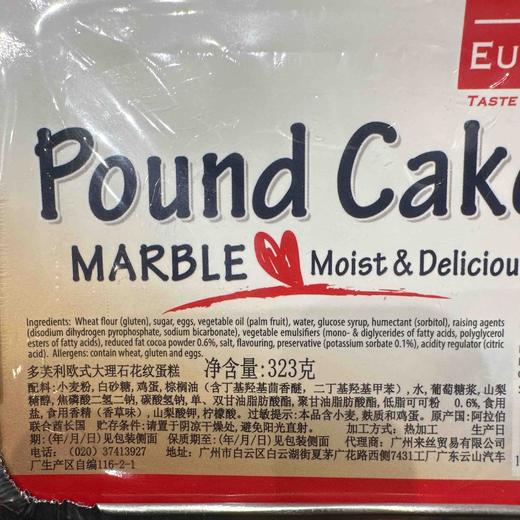 EU
TASTE
Pound Cake
MARBLE Moist & Deliciou
Ingredients: Wheat flour (gluten), sugar, eggs, vegetable oil (palm fruit), water, glucose syrup, humectant (sorbitol), raising agents
(disodium dihydrogen pyrophosphate, sodium bicarbonate), vegetable emulsifiers (mono- & diglycerides of fatty acids, polyglycerol
esters of fatty acids), reduced fat cocoa powder 0.6%, salt, flavouring, preservative (potassium sorbate 0.1%), acidity regulator (citric
acid). Allergens: contain wheat, gluten and eggs.
多芙利欧式大理石花纹蛋糕 净含量:323克
配料:小麦粉,白砂糖,鸡蛋,棕榈油(含丁基羟基茴香醚,二丁基羟基甲苯),水,葡萄糖浆,山梨
糖醇,焦磷酸二氢二钠,碳酸氢钠,单、双甘油脂肪酸酯,聚甘油脂肪酸酯,低脂可可粉 0.6%,食用
盐,食用香精(香草味),山梨酸钾,柠檬酸。过敏提示:本品含小麦,麸质和鸡蛋。原产国:阿拉伯
联合酋长国 贮存条件:请置于阴凉干燥处,避免阳光直射。 加工方式:热加工 生产日
期:(年/月/日)见包装侧面 保质期至:(年/月/日)见包装侧面 代理商:广州来丝贸易有限公司
电话:(020)37413927 地址:广州市白云区白云湖街夏茅广花路西侧7431工厂广东云山汽车
厂生产区自编116-2-1